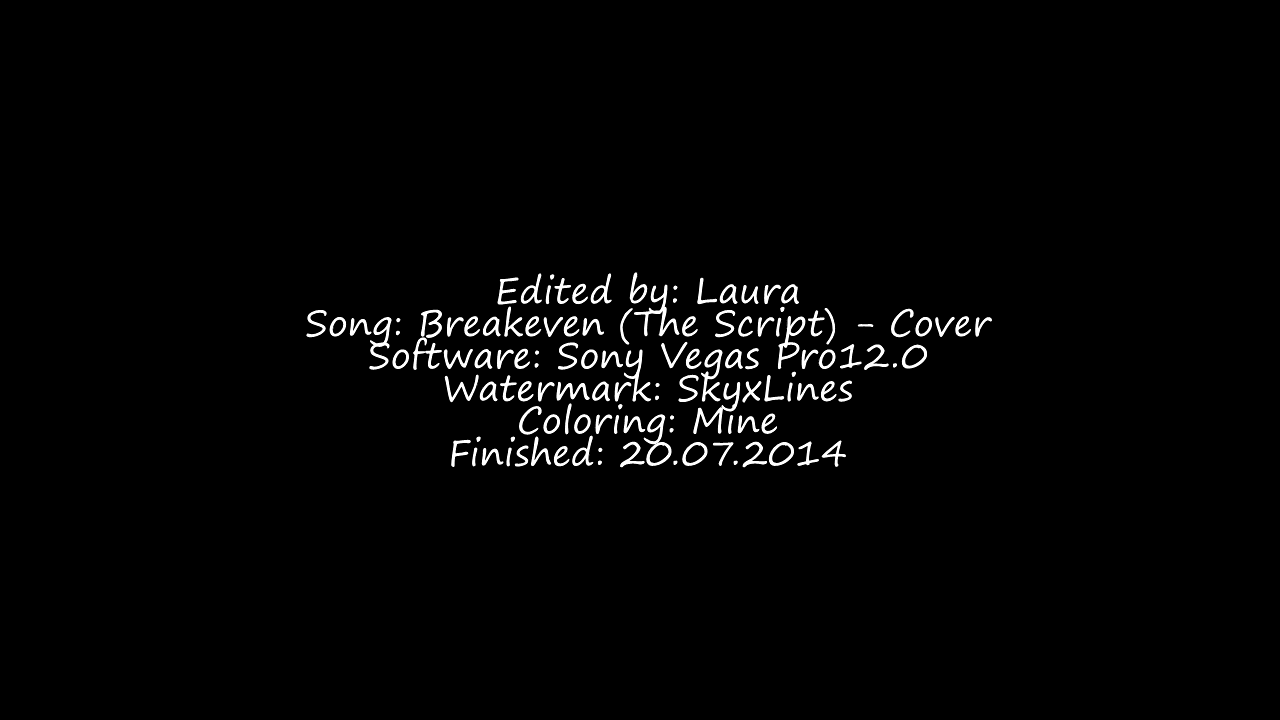 Edited by: Laura
Song: Breakeven (The Script) - Cover
Software: Sony Vegas Pro12.0
Watermark: SkyxLines
Coloring: Mine
Finished: 20.07.2014